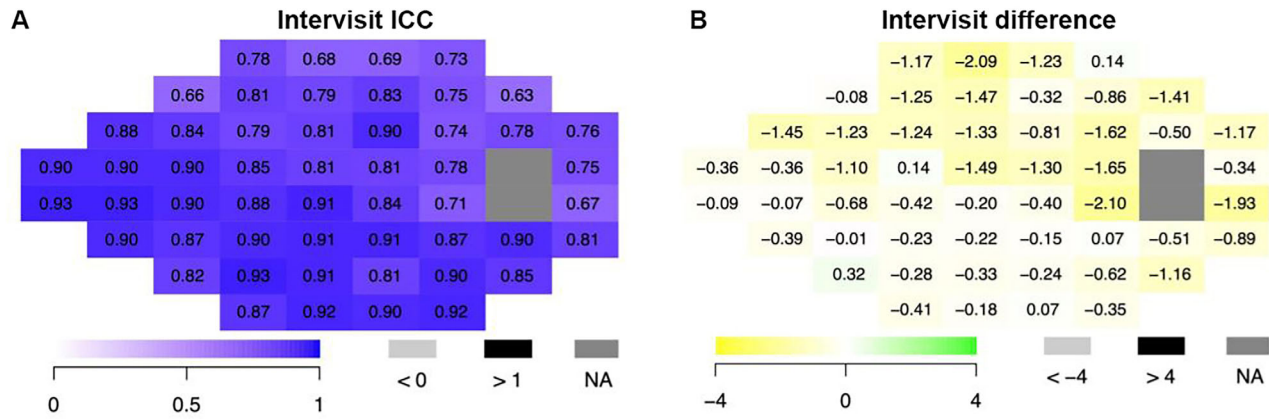 A Intervisit ICC
0.78 0.68 0.69 0.73
0.66 0.81 0.79 0.83 0.75 0.63
0.88 0.84 0.79 0.81 0.90 0.74 0.78 0.76
0.90 0.90 0.90 0.85 0.81 0.81 0.78 0.75
0.93 0.93 0.90 0.88 0.91 0.84 0.71 0.67
0.90 0.87 0.90 0.91 0.91 0.87 0.90 0.81
0.82 0.93 0.91 0.81 0.90 0.85
0.87 0.92 0.90 0.92
< 0 > 1 NA
0 0.5 1
B Intervisit difference
−1.17 −2.09 −1.23 0.14
−0.08 −1.25 −1.47 −0.32 −0.86 −1.41
−1.45 −1.23 −1.24 −1.33 −0.81 −1.62 −0.50 −1.17
−0.36 −0.36 −1.10 0.14 −1.49 −1.30 −1.65 −0.34
−0.09 −0.07 −0.68 −0.42 −0.20 −0.40 −2.10 −1.93
−0.39 −0.01 −0.23 −0.22 −0.15 0.07 −0.51 −0.89
0.32 −0.28 −0.33 −0.24 −0.62 −1.16
−0.41 −0.18 0.07 −0.35
< −4 > 4 NA
−4 0 4